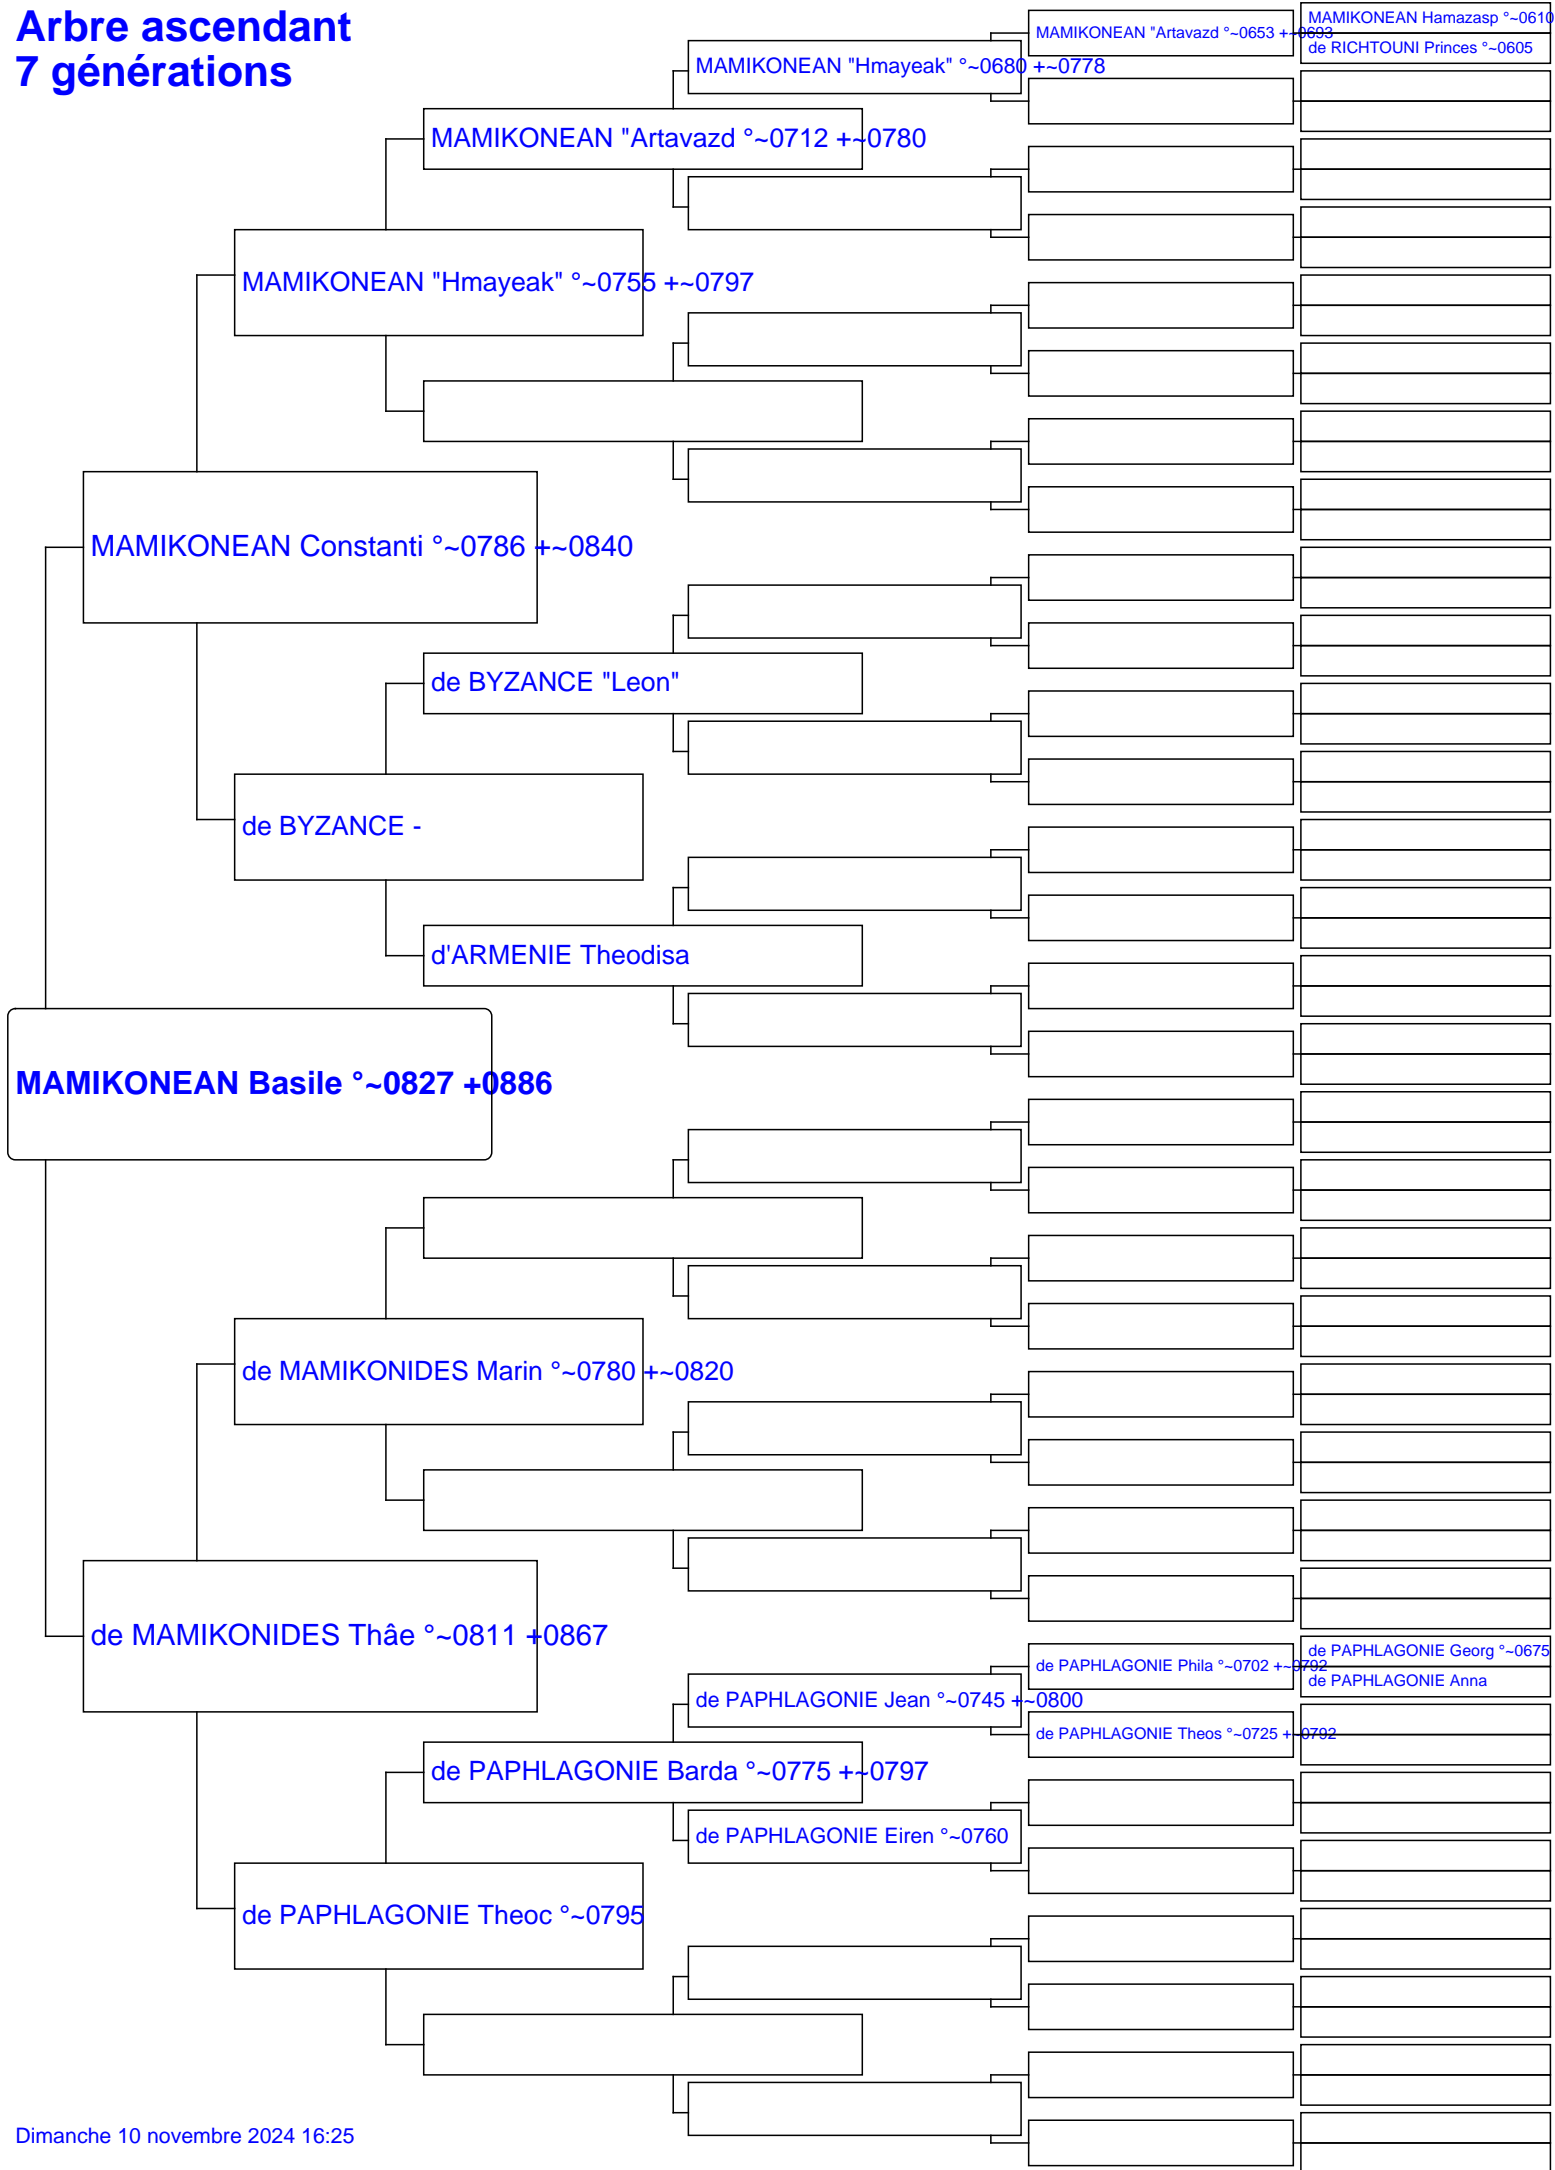 Arbre ascendant
7 générations
MAMIKONEAN Hamazasp °~0610
MAMIKONEAN "Artavazd °~0653 +~0693
de RICHTOUNI Princes °~0605
MAMIKONEAN "Hmayeak" °~0680 +~0778
MAMIKONEAN "Artavazd °~0712 +~0780
MAMIKONEAN "Hmayeak" °~0755 +~0797
MAMIKONEAN Constanti °~0786 +~0840
de BYZANCE "Leon"
de BYZANCE -
d'ARMENIE Theodisa
MAMIKONEAN Basile °~0827 +0886
de MAMIKONIDES Marin °~0780 +~0820
de MAMIKONIDES Thâe °~0811 +0867
de PAPHLAGONIE Georg °~0675
de PAPHLAGONIE Phila °~0702 +~0792
de PAPHLAGONIE Anna
de PAPHLAGONIE Jean °~0745 +~0800
de PAPHLAGONIE Theos °~0725 +~0792
de PAPHLAGONIE Barda °~0775 +~0797
de PAPHLAGONIE Eiren °~0760
de PAPHLAGONIE Theoc °~0795
Dimanche 10 novembre 2024 16:25